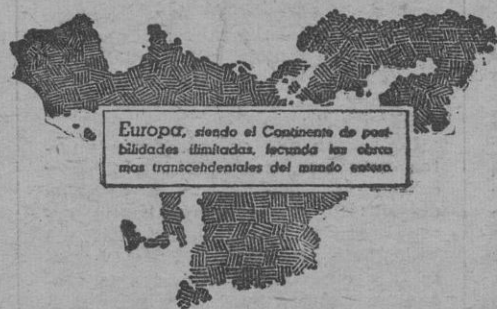 Europa, siendo el Continente de posi-
bilidades ilimitadas, fecunda las obras
mas transcendentales del mundo entero.